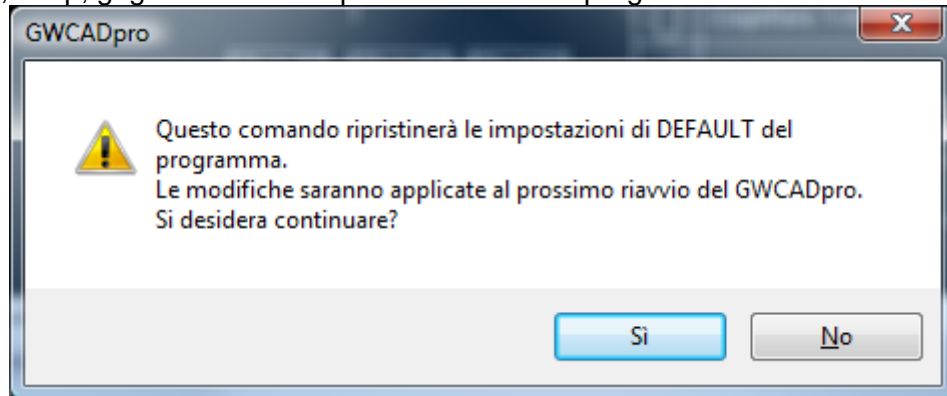 GWCADpro
Questo comando ripristinerà le impostazioni di DEFAULT del
programma.
Le modifiche saranno applicate al prossimo riavvio del GWCADpro.
Si desidera continuare?
Sì
No